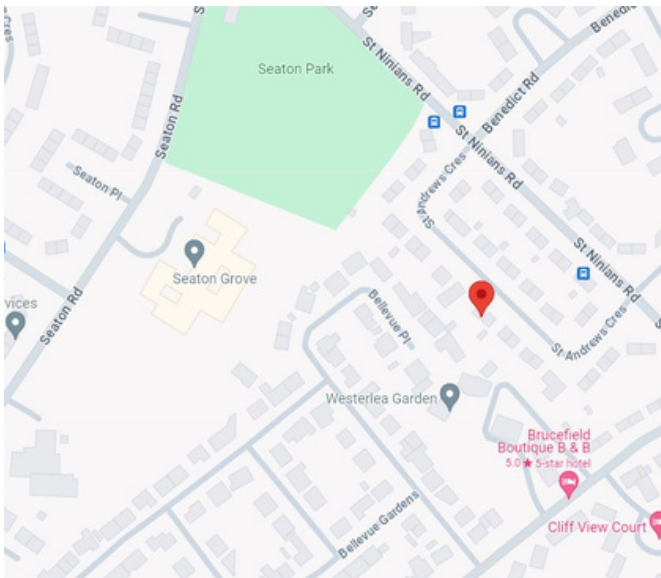 Cres
S
St Ninians Rd
Benedict
Seaton Park
Seaton Rd
Benedict Rd
St Ninians Rd
Seaton Pl
St Andrews Cres
Seaton Grove
St Ninians Rd
vices
Seaton Rd
Bellevue Pl
S
St Andrews Cres
Westerlea Garden
Brucefield
Boutique B & B
5.0 ★ 5-star hotel
Cliff View Court
Bellevue Gardens